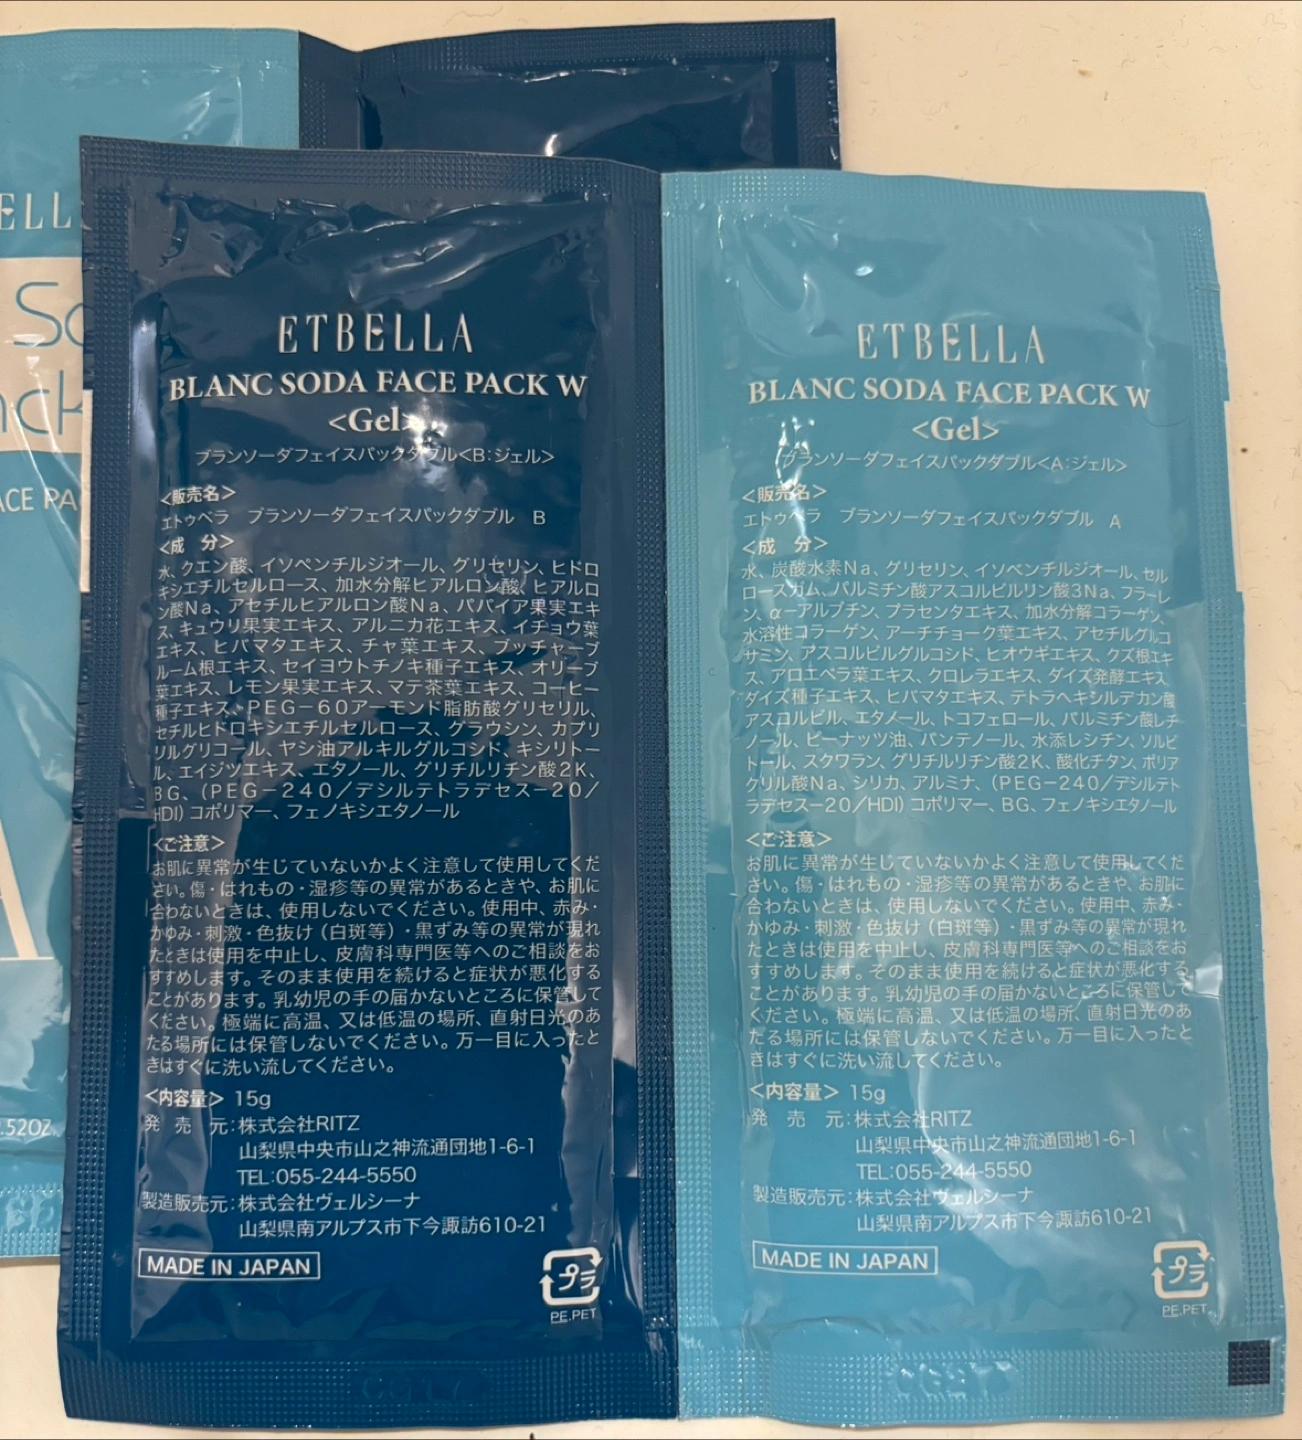 ELL
So
ck
ACE PA
.52OZ
ETBELLA
BLANC SODA FACE PACK W
<Gel>
ブランソーダフェイスパックダブル<B:ジェル>
<販売名>
エトゥベラ ブランソーダフェイスパックダブル B
<成 分>
水、クエン酸、イソペンチルジオール、グリセリン、ヒドロ
キシエチルセルロース、加水分解ヒアルロン酸、ヒアルロ
ン酸Na、アセチルヒアルロン酸Na、パパイア果実エキ
ス、キュウリ果実エキス、アルニカ花エキス、イチョウ葉
エキス、ヒバマタエキス、チャ葉エキス、ブッチャーブ
ルーム根エキス、セイヨウトチノキ種子エキス、オリーブ
葉エキス、レモン果実エキス、マテ茶葉エキス、コーヒー
種子エキス、PEG-60アーモンド脂肪酸グリセリル、
セチルヒドロキシエチルセルロース、グラウシン、カプリ
リルグリコール、ヤシ油アルキルグルコシド、キシリトー
ル、エイジツエキス、エタノール、グリチルリチン酸2K、
BG、(PEG-240/デシルテトラデセス-20/
HDI)コポリマー、フェノキシエタノール
<ご注意>
お肌に異常が生じていないかよく注意して使用してくだ
さい。傷・はれもの・湿疹等の異常があるときや、お肌に
合わないときは、使用しないでください。使用中、赤み・
かゆみ・刺激・色抜け(白斑等)・黒ずみ等の異常が現れ
たときは使用を中止し、皮膚科専門医等へのご相談をお
すすめします。そのまま使用を続けると症状が悪化する
ことがあります。乳幼児の手の届かないところに保管して
ください。極端に高温、又は低温の場所、直射日光のあ
たる場所には保管しないでください。万一目に入ったと
きはすぐに洗い流してください。
<内容量> 15g
発 売 元:株式会社RITZ
山梨県中央市山之神流通団地1-6-1
TEL:055-244-5550
製造販売元:株式会社ヴェルシーナ
山梨県南アルプス市下今諏訪610-21
MADE IN JAPAN
プラ
PE.PET
ETBELLA
BLANC SODA FACE PACK W
<Gel>
ブランソーダフェイスパックダブル<A:ジェル>
<販売名>
エトゥベラ ブランソーダフェイスパックダブル A
<成 分>
水、炭酸水素Na、グリセリン、イソペンチルジオール、セル
ロースガム、パルミチン酸アスコルビルリン酸3Na、フラーレ
ン、α-アルブチン、プラセンタエキス、加水分解コラーゲン、
水溶性コラーゲン、アーチチョーク葉エキス、アセチルグルコ
サミン、アスコルビルグルコシド、ヒオウギエキス、クズ根エキ
ス、アロエベラ葉エキス、クロレラエキス、ダイズ発酵エキス、
ダイズ種子エキス、ヒバマタエキス、テトラヘキシルデカン酸
アスコルビル、エタノール、トコフェロール、パルミチン酸レチ
ノール、ピーナッツ油、パンテノール、水添レシチン、ソルビ
トール、スクワラン、グリチルリチン酸2K、酸化チタン、ポリア
クリル酸Na、シリカ、アルミナ、(PEG-240/デシルテト
ラデセス-20/HDI)コポリマー、BG、フェノキシエタノール
<ご注意>
お肌に異常が生じていないかよく注意して使用してくだ
さい。傷・はれもの・湿疹等の異常があるときや、お肌に
合わないときは、使用しないでください。使用中、赤み・
かゆみ・刺激・色抜け(白斑等)・黒ずみ等の異常が現れ
たときは使用を中止し、皮膚科専門医等へのご相談をお
すすめします。そのまま使用を続けると症状が悪化する
ことがあります。乳幼児の手の届かないところに保管して
ください。極端に高温、又は低温の場所、直射日光のあ
たる場所には保管しないでください。万一目に入ったと
きはすぐに洗い流してください。
<内容量> 15g
発 売 元:株式会社RITZ
山梨県中央市山之神流通団地1-6-1
TEL:055-244-5550
製造販売元:株式会社ヴェルシーナ
山梨県南アルプス市下今諏訪610-21
MADE IN JAPAN
プラ
PE.PET